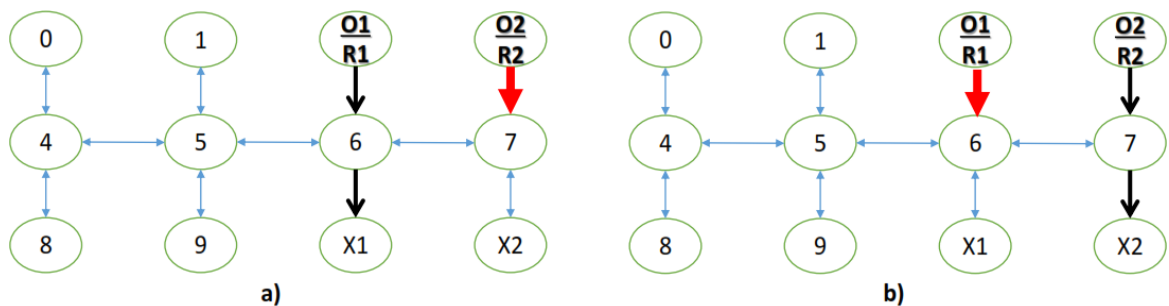 0 1 O1 O2 0 1 O1 O2
R1 R2 R1 R2
4 5 6 7 4 5 6 7
8 9 X1 X2 8 9 X1 X2
a) b)